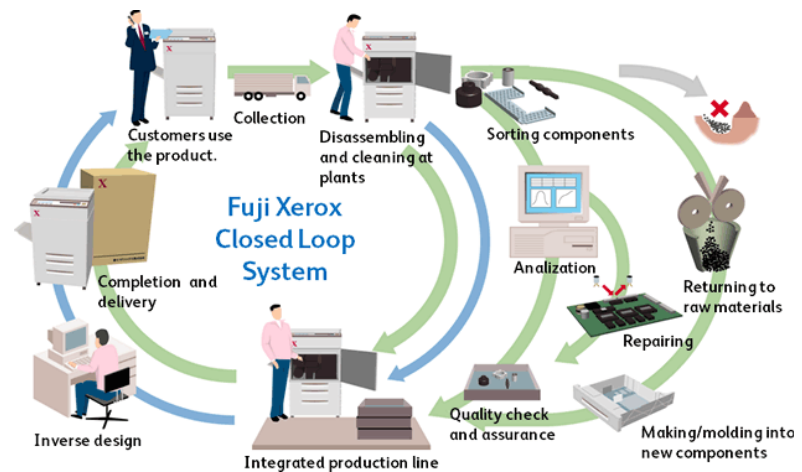 Customers use
the product.
Collection
Disassembling
and cleaning at
plants
Sorting components
Fuji Xerox
Closed Loop
System
Analization
Returning to
raw materials
Repairing
Completion and
delivery
Inverse design
Integrated production line
Quality check
and assurance
Making/molding into
new components
X
X
X